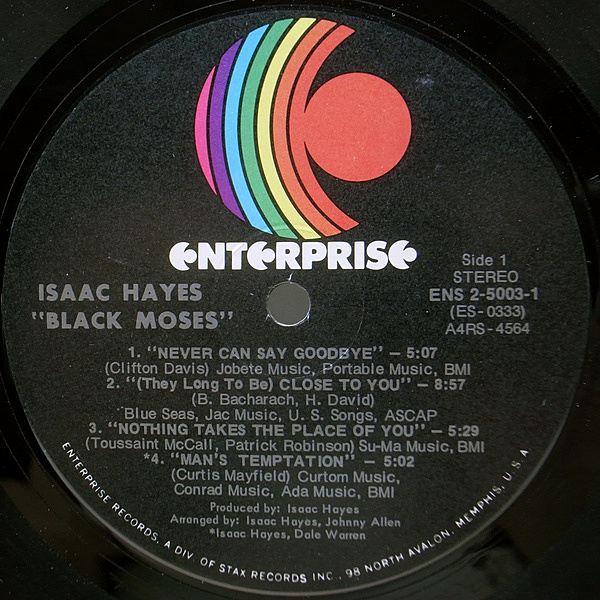 ENTERPRISE
Side 1
STEREO
ISAAC HAYES
"BLACK MOSES"
ENS 2-5003-1
(ES-0333)
A4RS-4564
1. "NEVER CAN SAY GOODBYE" – 5:07
(Clifton Davis) Jobete Music, Portable Music, BMI
2. "(They Long To Be) CLOSE TO YOU" – 8:57
(B. Bacharach, H. David)
Blue Seas, Jac Music, U. S. Songs, ASCAP
3. "NOTHING TAKES THE PLACE OF YOU" – 5:29
(Toussaint McCall, Patrick Robinson) Su-Ma Music, BMI
*4. "MAN'S TEMPTATION" – 5:02
(Curtis Mayfield) Curtom Music,
Conrad Music, Ada Music, BMI
Produced by: Isaac Hayes
Arranged by: Isaac Hayes, Johnny Allen
*Isaac Hayes, Dale Warren
ENTERPRISE RECORDS, A DIV OF STAX RECORDS INC., 98 NORTH AVALON, MEMPHIS, U.S.A